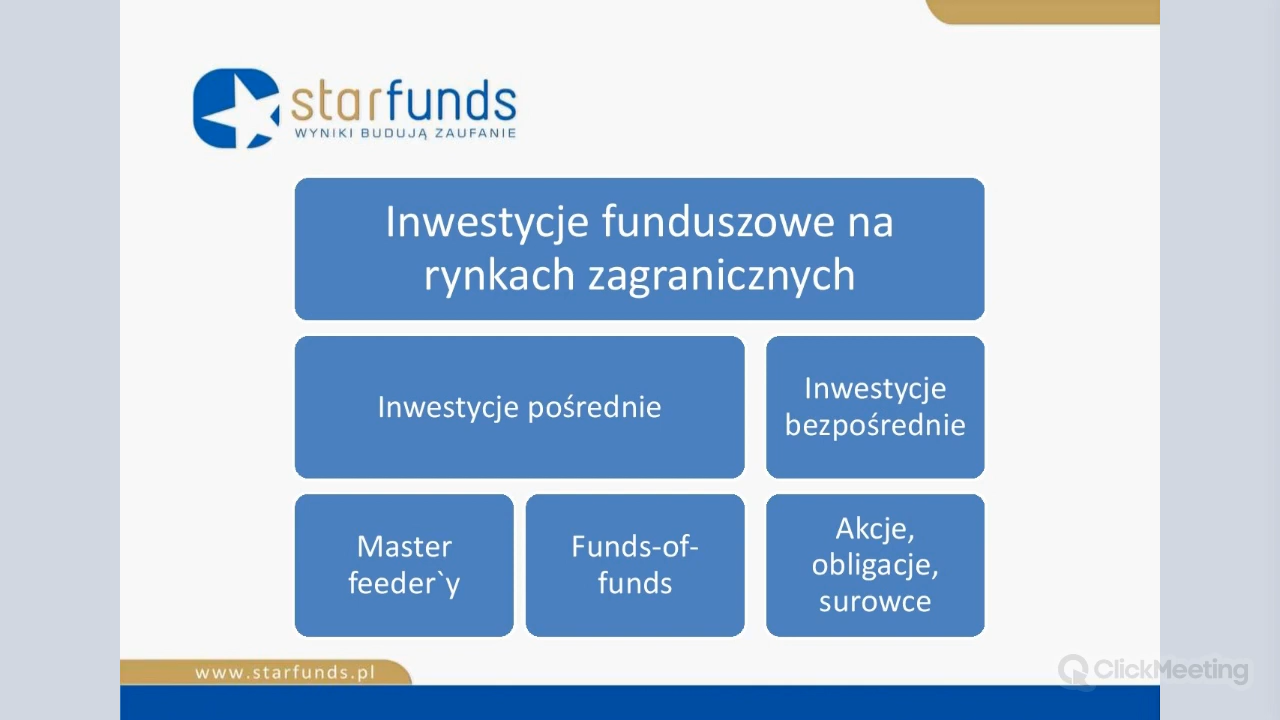 starfunds
WYNIKI BUDUJĄ ZAUFANIE
Inwestycje funduszowe na
rynkach zagranicznych
Inwestycje pośrednie
Inwestycje
bezpośrednie
Master
feeder`y
Funds-of-
funds
Akcje,
obligacje,
surowce
www.starfunds.pl
ClickMeeting